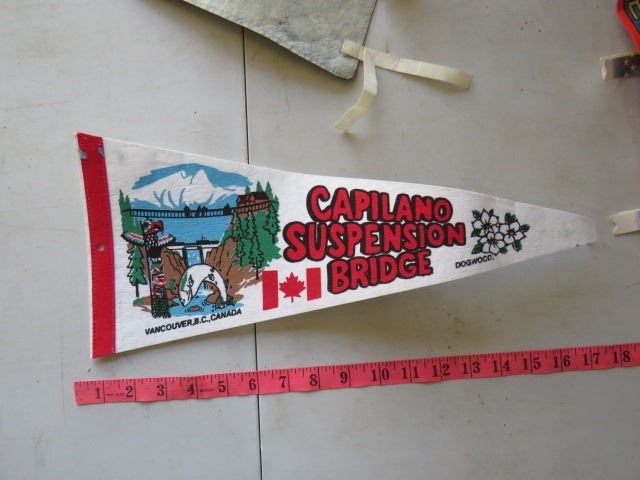 CAPILANO
SUSPENSION
BRIDGE
DOGWOOD.
VANCOUVER, B.C., CANADA
1 2 3 4 5 6 7 8 9 10 11 12 13 14 15 16 17 18